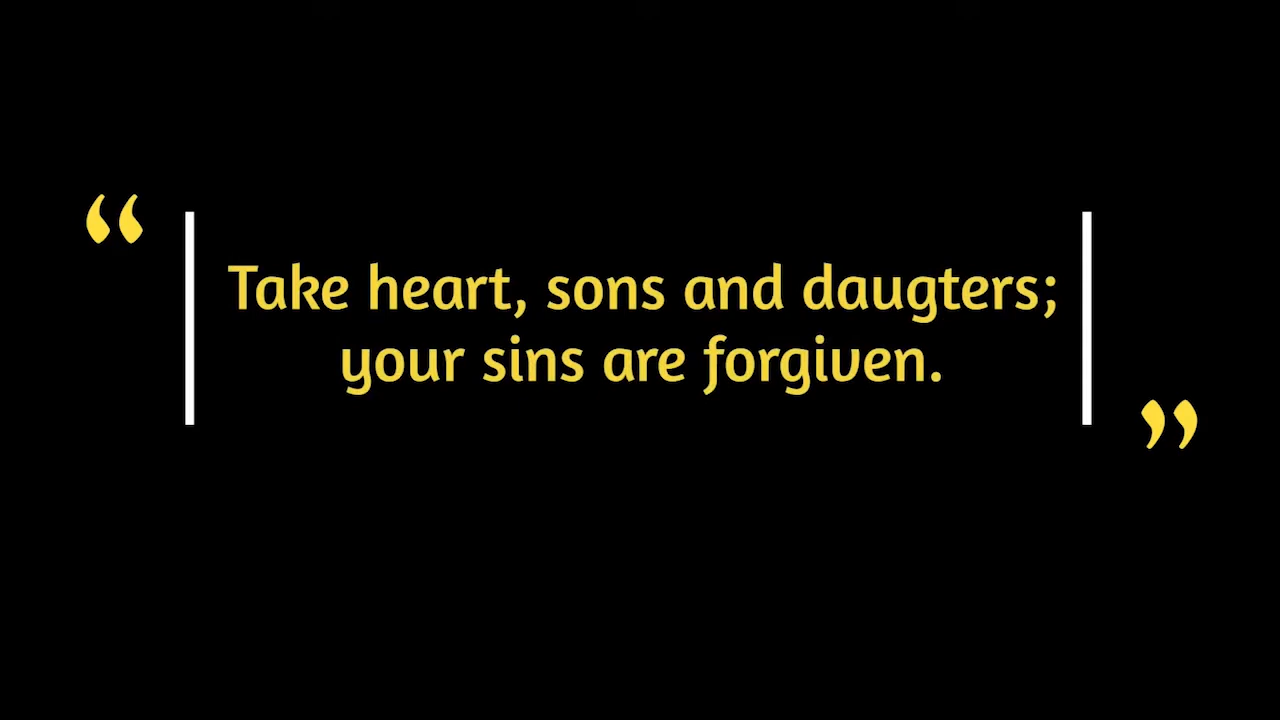 “Take heart, sons and daugters;
your sins are forgiven.”